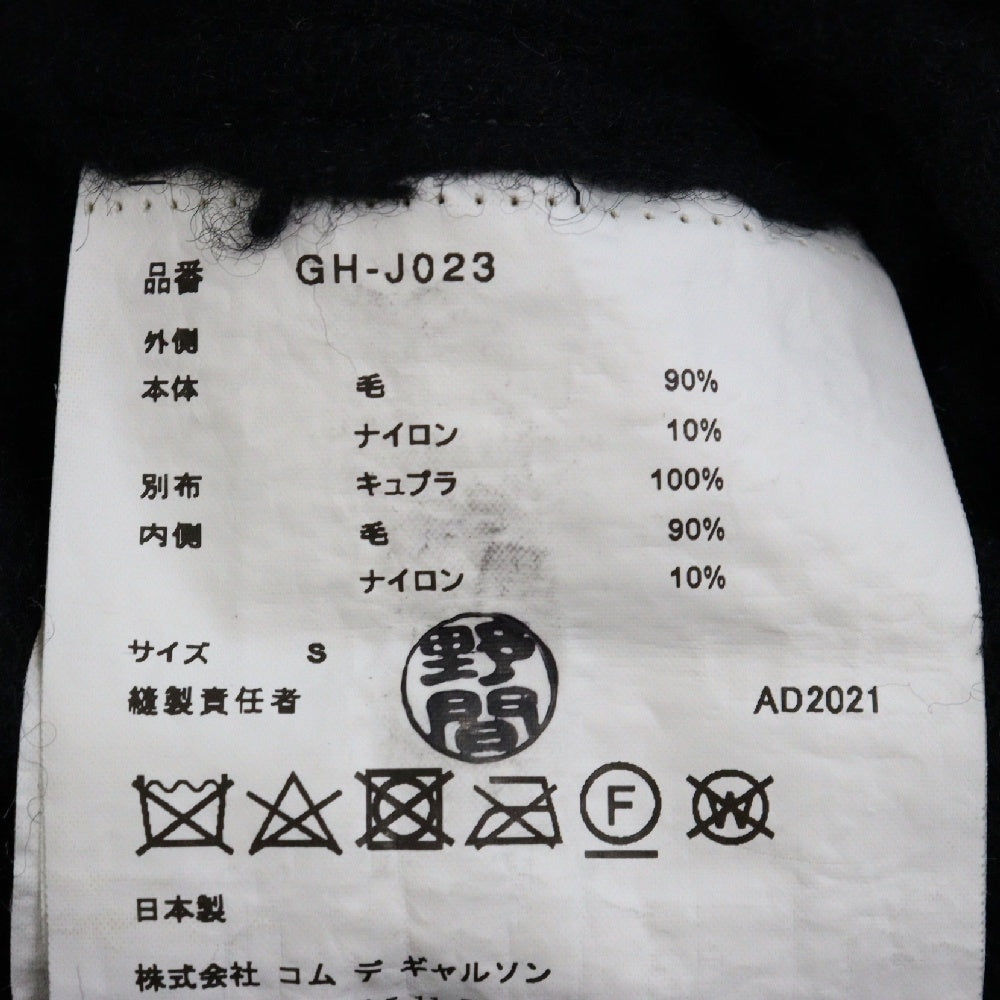 品番 GH-J023
外側
本体 毛 90%
ナイロン 10%
別布 キュプラ 100%
内側 毛 90%
ナイロン 10%
サイズ S
野間
縫製責任者 AD2021
F W
日本製
株式会社 コム デ ギャルソン